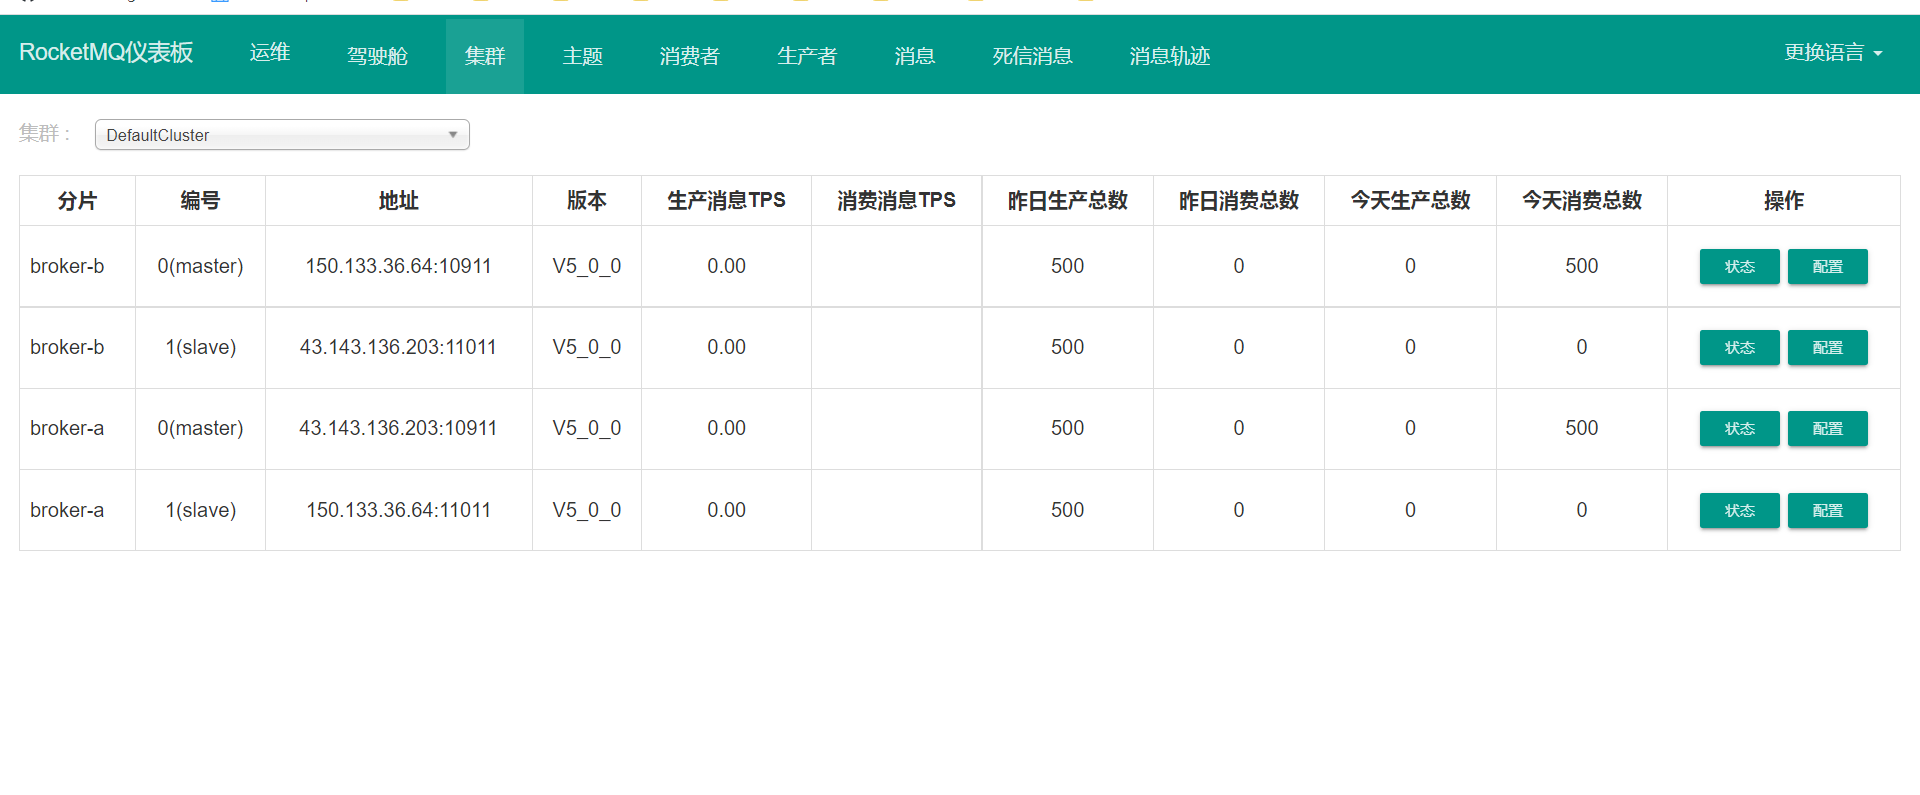 RocketMQ仪表板 运维 驾驶舱 集群 主题 消费者 生产者 消息 死信消息 消息轨迹 更换语言
集群 : DefaultCluster
分片 编号 地址 版本 生产消息TPS 消费消息TPS 昨日生产总数 昨日消费总数 今天生产总数 今天消费总数 操作
broker-b 0(master) 150.133.36.64:10911 V5_0_0 0.00 500 0 0 500 状态 配置
broker-b 1(slave) 43.143.136.203:11011 V5_0_0 0.00 500 0 0 0 状态 配置
broker-a 0(master) 43.143.136.203:10911 V5_0_0 0.00 500 0 0 500 状态 配置
broker-a 1(slave) 150.133.36.64:11011 V5_0_0 0.00 500 0 0 0 状态 配置